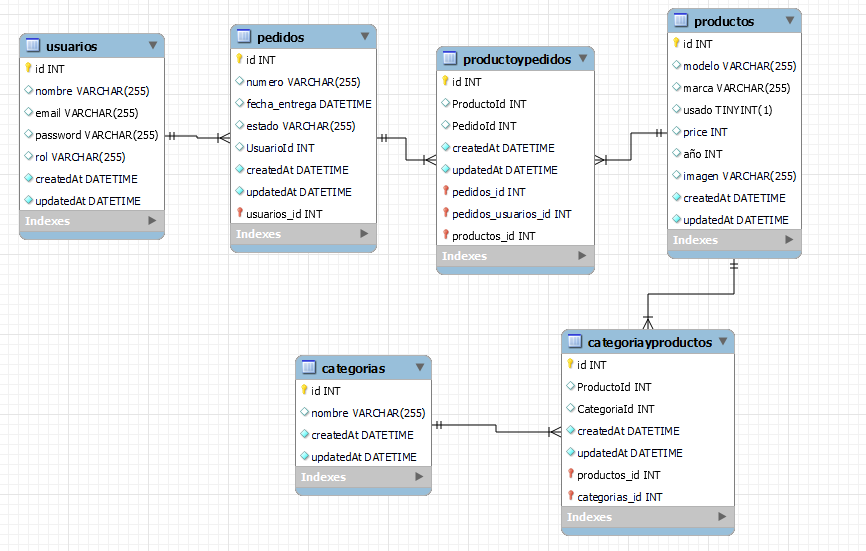 usuarios
id INT
nombre VARCHAR(255)
email VARCHAR(255)
password VARCHAR(255)
rol VARCHAR(255)
createdAt DATETIME
updatedAt DATETIME
Indexes
pedidos
id INT
numero VARCHAR(255)
fecha_entrega DATETIME
estado VARCHAR(255)
UsuarioId INT
createdAt DATETIME
updatedAt DATETIME
usuarios_id INT
Indexes
productoypedidos
id INT
ProductoId INT
PedidoId INT
createdAt DATETIME
updatedAt DATETIME
pedidos_id INT
pedidos_usuarios_id INT
productos_id INT
Indexes
productos
id INT
modelo VARCHAR(255)
marca VARCHAR(255)
usado TINYINT(1)
price INT
año INT
imagen VARCHAR(255)
createdAt DATETIME
updatedAt DATETIME
Indexes
categorias
id INT
nombre VARCHAR(255)
createdAt DATETIME
updatedAt DATETIME
Indexes
categoriayproductos
id INT
ProductoId INT
CategoriaId INT
createdAt DATETIME
updatedAt DATETIME
productos_id INT
categorias_id INT
Indexes